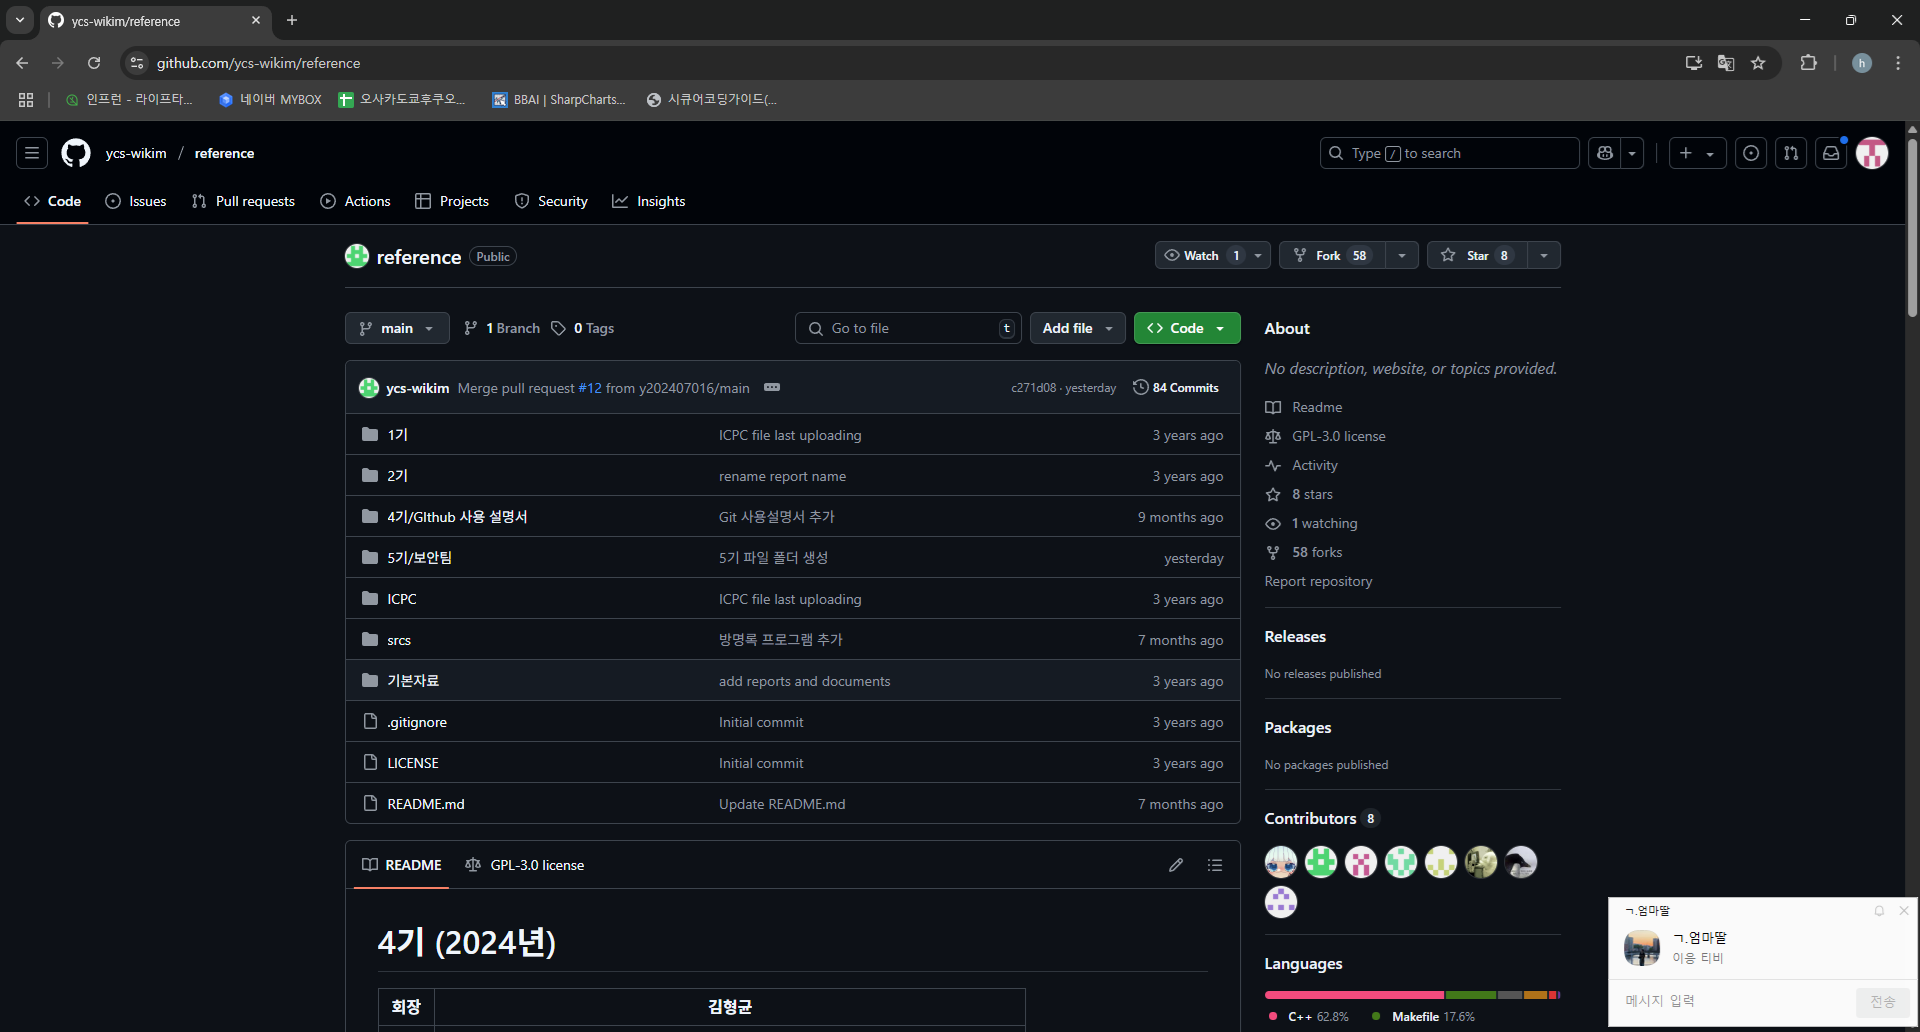 ycs-wikim/reference
github.com/ycs-wikim/reference
h
인프런 - 라이프타...
네이버 MYBOX
오사카도쿄후쿠오...
BBAI | SharpCharts...
시큐어코딩가이드(...
ycs-wikim / reference
Type / to search
Code
Issues
Pull requests
Actions
Projects
Security
Insights
reference Public
Watch 1
Fork 58
Star 8
main
1 Branch
0 Tags
Go to file t
Add file
Code
ycs-wikim Merge pull request #12 from y202407016/main
c271d08 · yesterday
84 Commits
1기 ICPC file last uploading 3 years ago
2기 rename report name 3 years ago
4기/GIthub 사용 설명서 Git 사용설명서 추가 9 months ago
5기/보안팀 5기 파일 폴더 생성 yesterday
ICPC ICPC file last uploading 3 years ago
srcs 방명록 프로그램 추가 7 months ago
기본자료 add reports and documents 3 years ago
.gitignore Initial commit 3 years ago
LICENSE Initial commit 3 years ago
README.md Update README.md 7 months ago
README
GPL-3.0 license
4기 (2024년)
회장 김형균
About
No description, website, or topics provided.
Readme
GPL-3.0 license
Activity
8 stars
1 watching
58 forks
Report repository
Releases
No releases published
Packages
No packages published
Contributors 8
Languages
C++ 62.8%
Makefile 17.6%
ㄱ.엄마딸
ㄱ.엄마딸
이응 티비
메시지 입력
전송